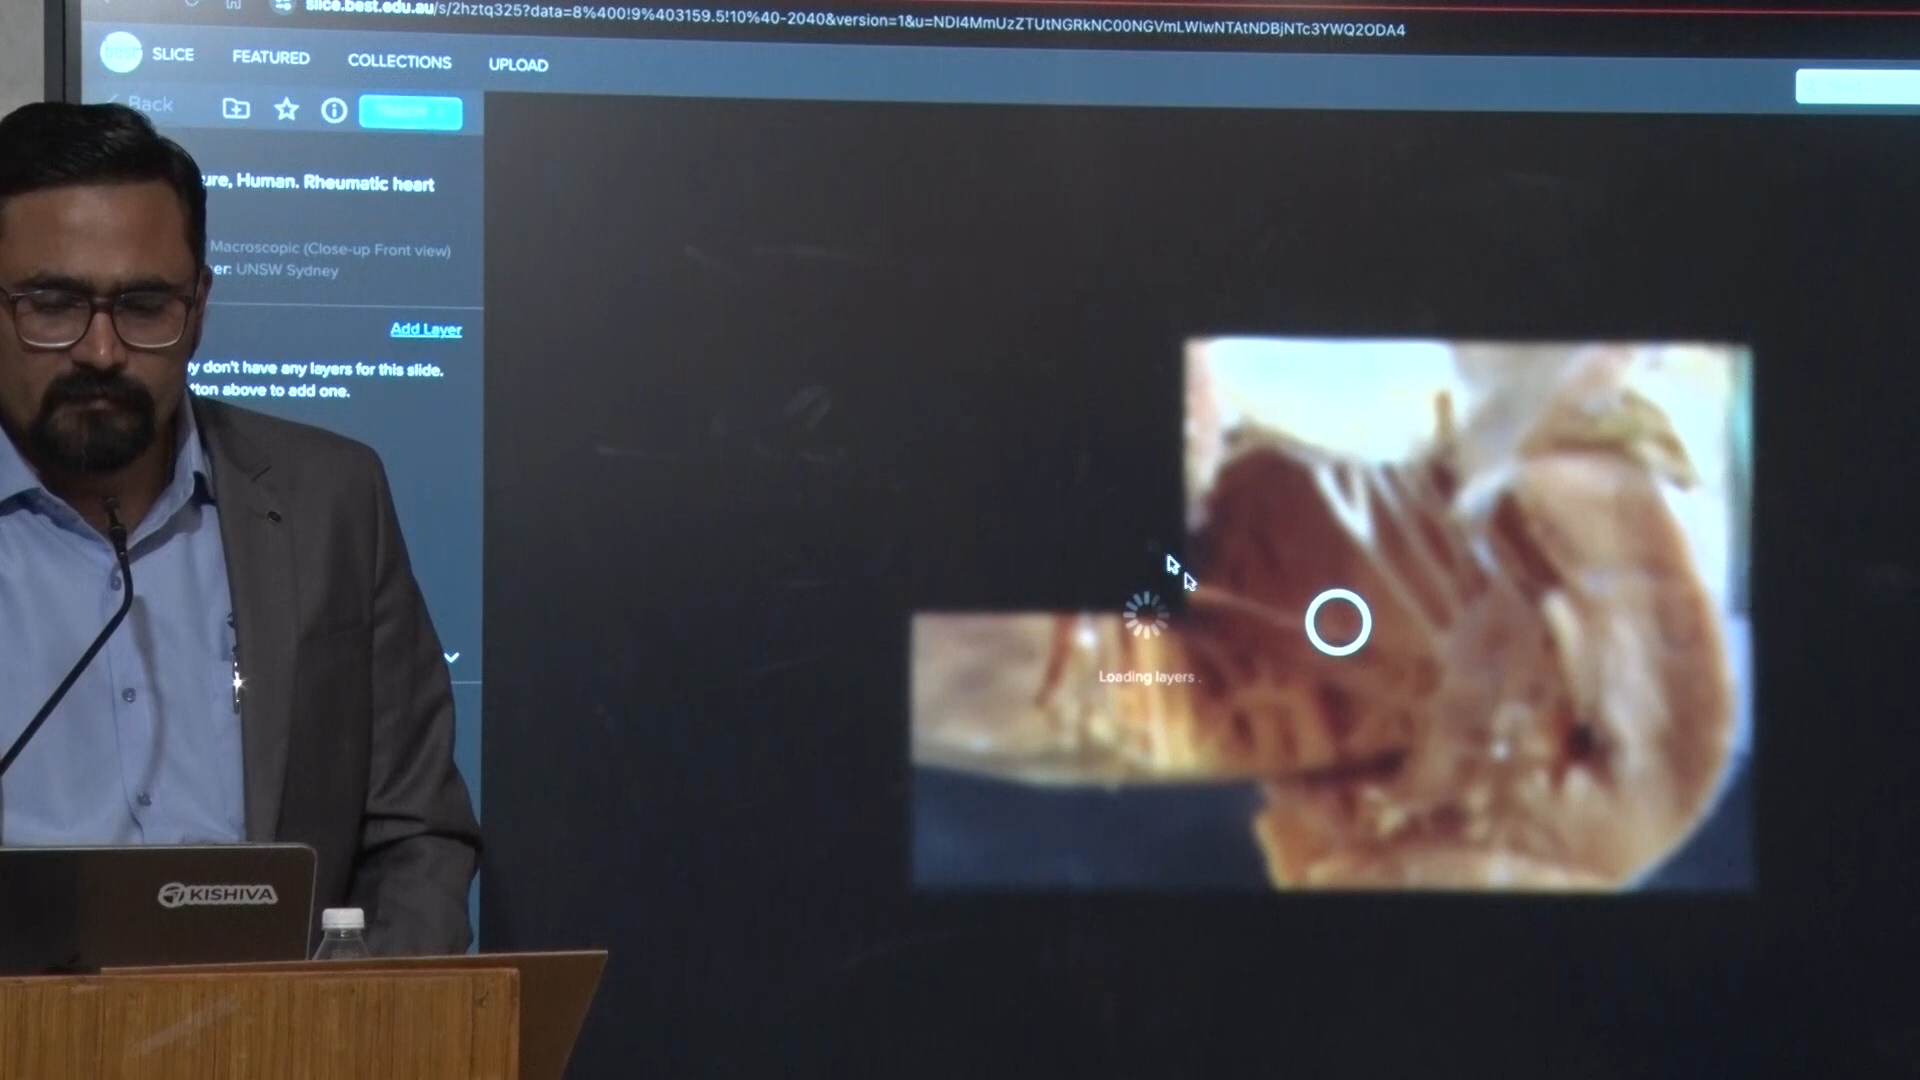 slice.best.edu.au/s/2hztq325?data=8%400!9%403159.5!10%40-2040&version=1&u=NDI4MmUzZTUtNGRkNC00NGVmLWIwNTAtNDBjNTc3YWQ2ODA4
best SLICE FEATURED COLLECTIONS UPLOAD
Back
ure, Human. Rheumatic heart
Macroscopic (Close-up Front view)
er: UNSW Sydney
Add Layer
y don't have any layers for this slide.
tton above to add one.
Loading layers .
KISHIVA